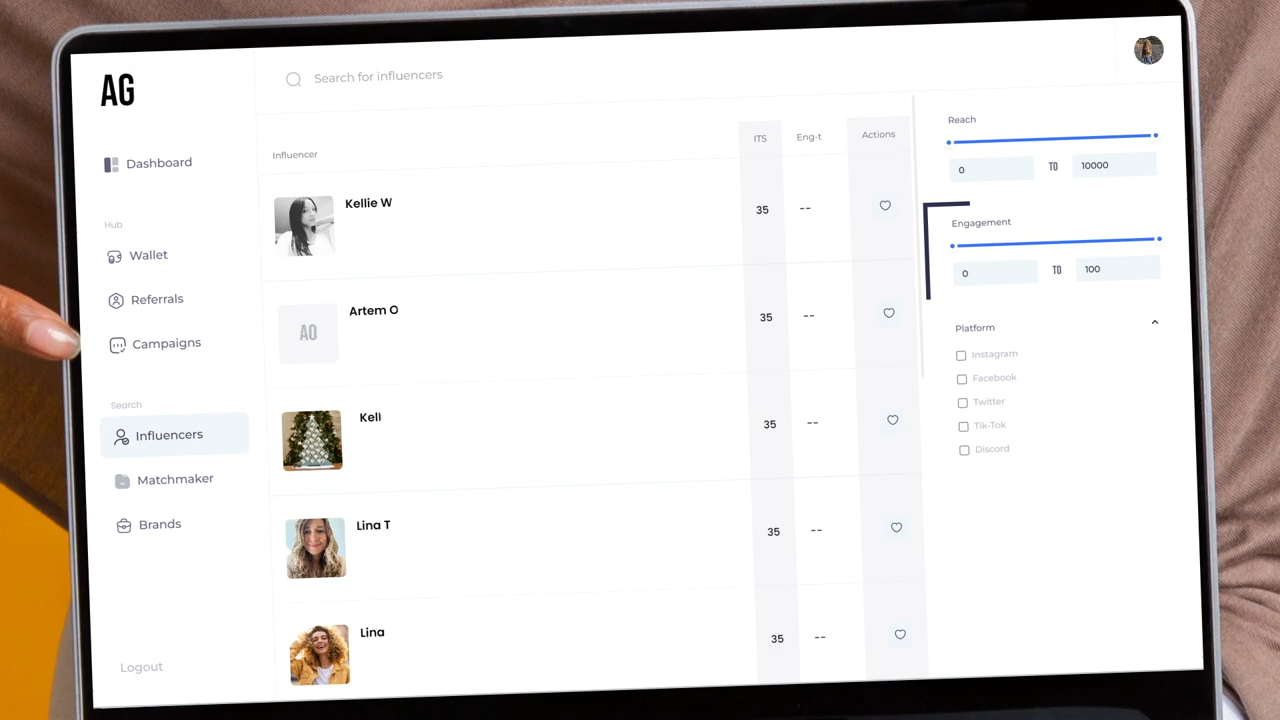 AG
Search for influencers
Dashboard
Hub
Wallet
Referrals
Campaigns
Search
Influencers
Matchmaker
Brands
Logout
Influencer
ITS
Eng-t
Actions
Kellie W
35
--
AO
Artem O
35
--
Kell
35
--
Lina T
35
--
Lina
35
--
Reach
0
TO
10000
Engagement
0
TO
100
Platform
Instagram
Facebook
Twitter
Tik-Tok
Discord